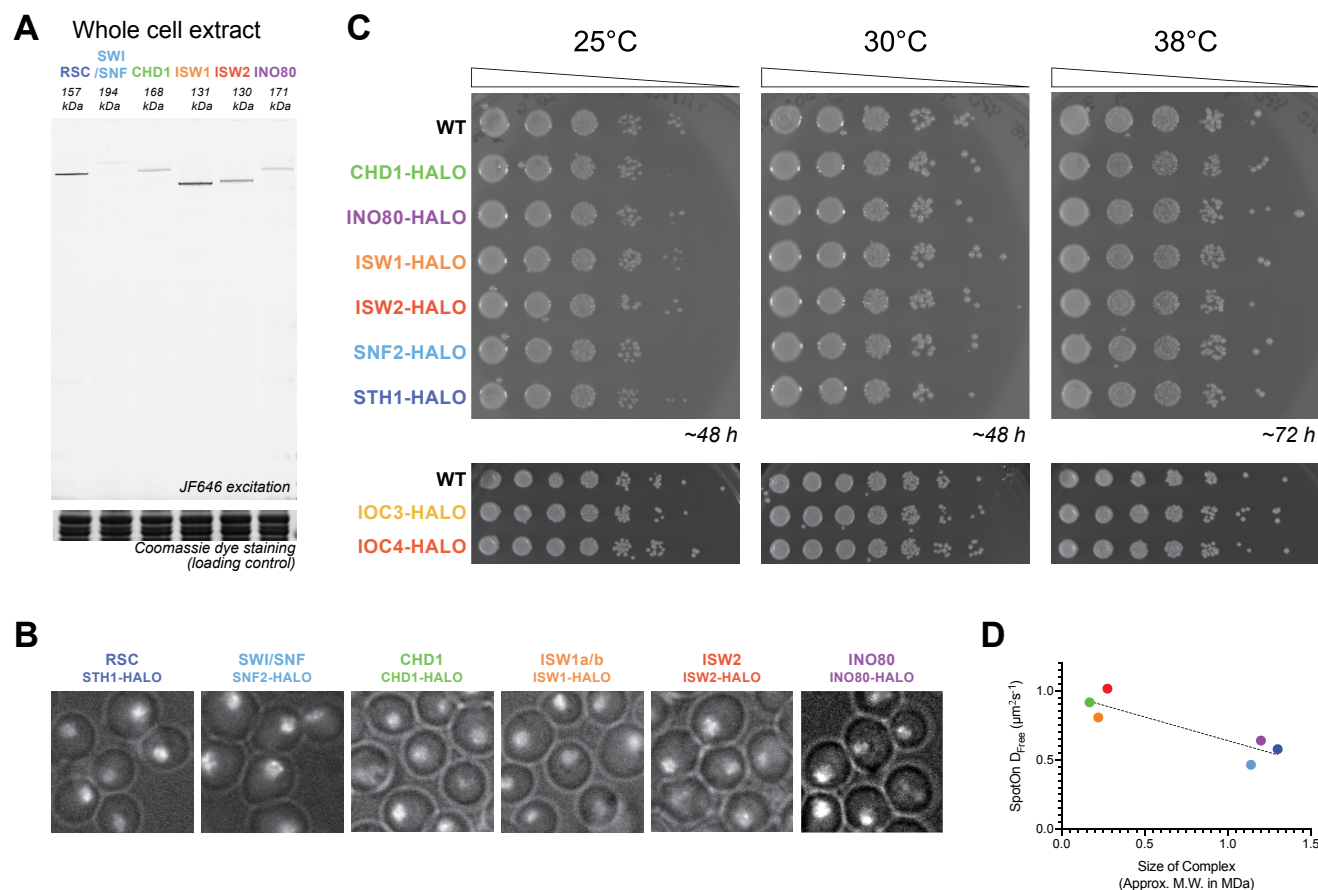 A
Whole cell extract
SWI
RSC /SNF CHD1 ISW1 ISW2 INO80
157 194 168 131 130 171
kDa kDa kDa kDa kDa kDa
JF646 excitation
Coomassie dye staining
(loading control)
C
25°C 30°C 38°C
WT
CHD1-HALO
INO80-HALO
ISW1-HALO
ISW2-HALO
SNF2-HALO
STH1-HALO
~48 h ~48 h ~72 h
WT
IOC3-HALO
IOC4-HALO
B
RSC SWI/SNF CHD1 ISW1a/b ISW2 INO80
STH1-HALO SNF2-HALO CHD1-HALO ISW1-HALO ISW2-HALO INO80-HALO
D
SpotOn DFree (µm²s⁻¹)
1.0
0.5
0.0
0.0 0.5 1.0 1.5
Size of Complex
(Approx. M.W. in MDa)